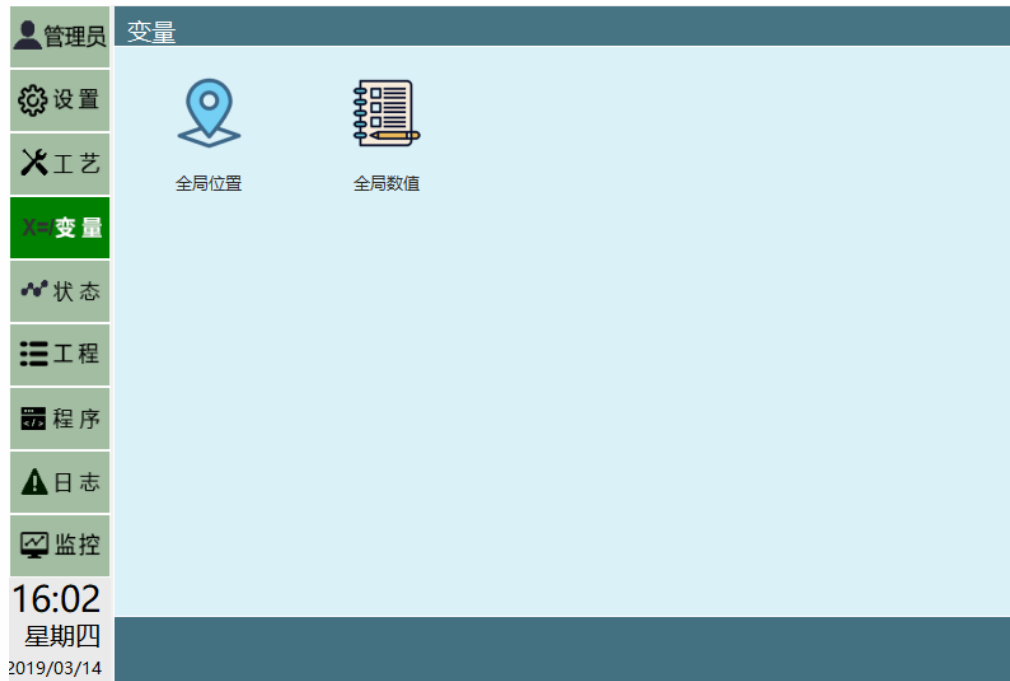 管理员
设置
工艺
X=/变量
状态
工程
程序
日志
监控
16:02
星期四
2019/03/14
变量
全局位置
全局数值